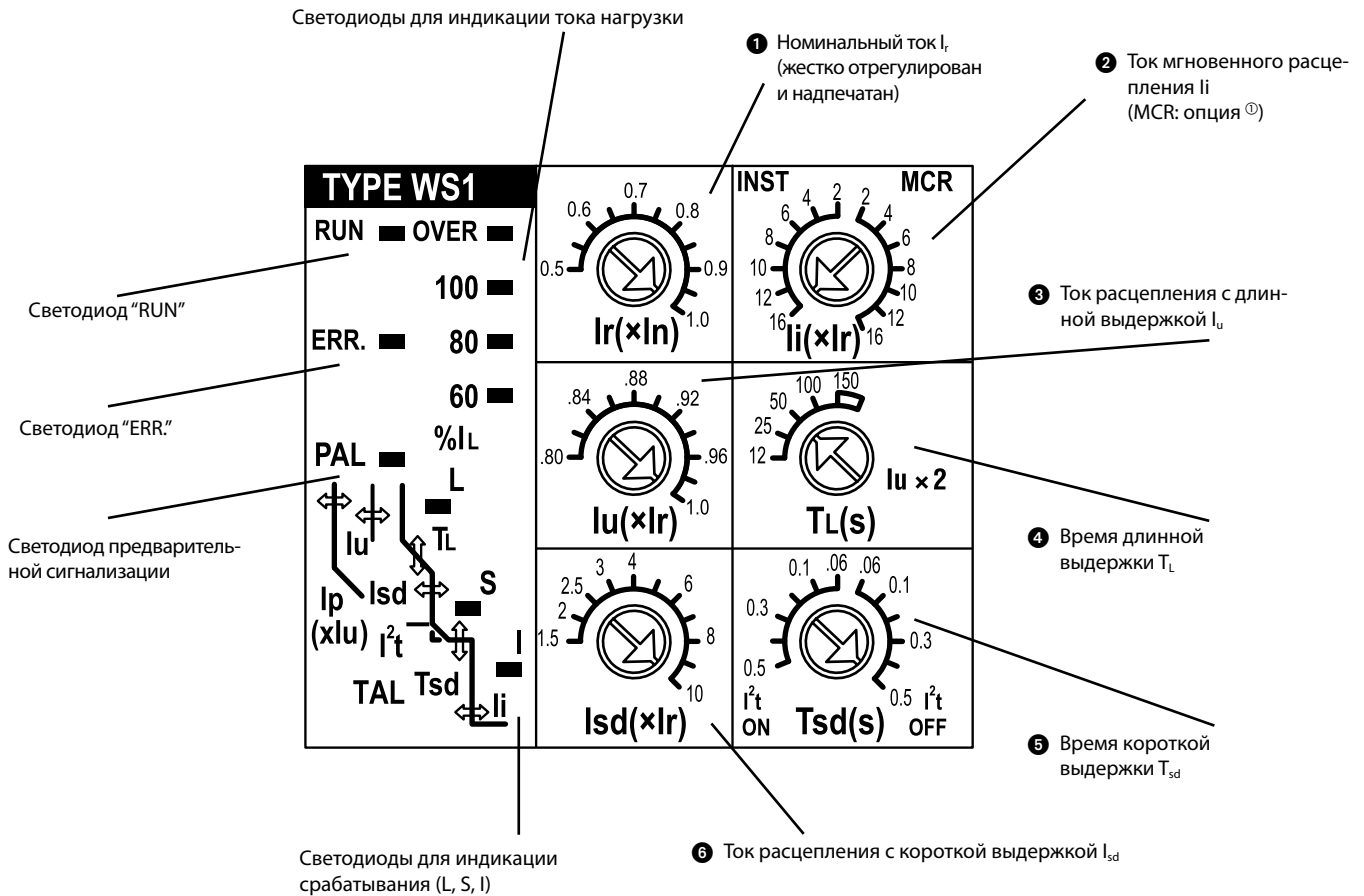 Светодиоды для индикации тока нагрузки
❶ Номинальный ток Iᵣ
(жестко отрегулирован
и надпечатан)
❷ Ток мгновенного расце-
пления Ii
(MCR: опция ①)
TYPE WS1
RUN OVER
100
ERR. 80
60
%IL
PAL
L
Iu
TL
Ip
(xIu)
Isd
S
I²t
I
TAL
Tsd
Ii
0.5
0.6
0.7
0.8
0.9
1.0
Ir(×In)
INST MCR
2 2
4 4
6 6
8 8
10 10
12 12
16 16
Ii(×Ir)
.80
.84
.88
.92
.96
1.0
Iu(×Ir)
12
25
50
100
150
Iu × 2
TL(s)
1.5
2
2.5
3
4
6
8
10
Isd(×Ir)
.06 .06
0.1 0.1
0.3 0.3
0.5 0.5
I²t
ON
I²t
OFF
Tsd(s)
Светодиод “RUN”
Светодиод “ERR.”
Светодиод предваритель-
ной сигнализации
❸ Ток расцепления с длин-
ной выдержкой Iᵤ
❹ Время длинной
выдержки TL
❺ Время короткой
выдержки Tsd
Светодиоды для индикации
срабатывания (L, S, I)
❻ Ток расцепления с короткой выдержкой Isd